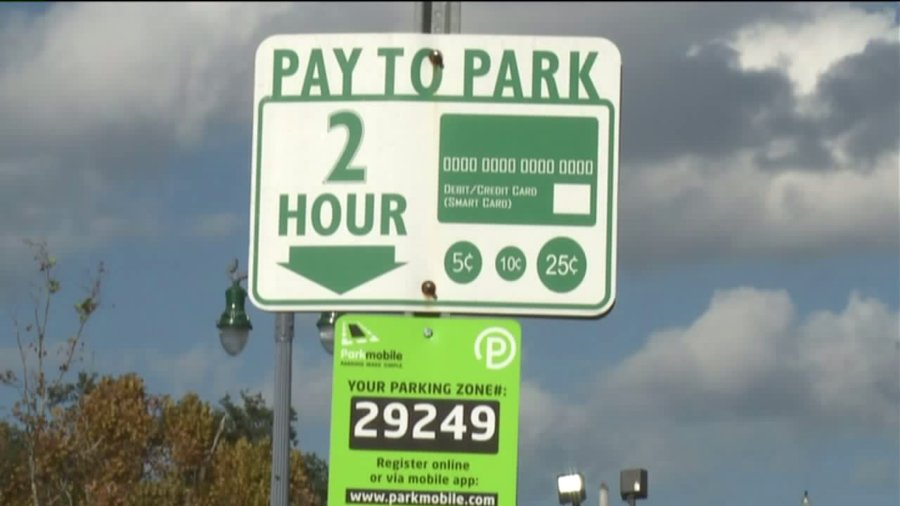 PAY TO PARK
2
HOUR
0000 0000 0000 0000
DEBIT/CREDIT CARD
(SMART CARD)
5¢ 10¢ 25¢
Parkmobile
P
YOUR PARKING ZONE#:
29249
Register online
or via mobile app:
www.parkmobile.com